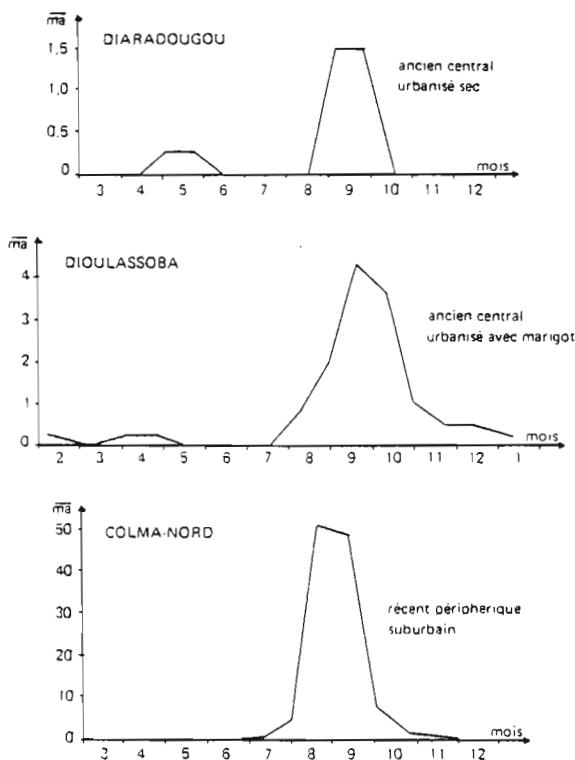 ma
DIARADOUGOU
1,5
ancien central
urbanisé sec
1,0
0,5
0
mois
3 4 5 6 7 8 9 10 11 12
ma
DIOULASSOBA
4
3
ancien central
urbanisé avec marigot
2
1
0
mois
2 3 4 5 6 7 8 9 10 11 12 1
ma
50
COLMA-NORD
40
30
récent péripherique
suburbain
20
10
0
mois
3 4 5 6 7 8 9 10 11 12